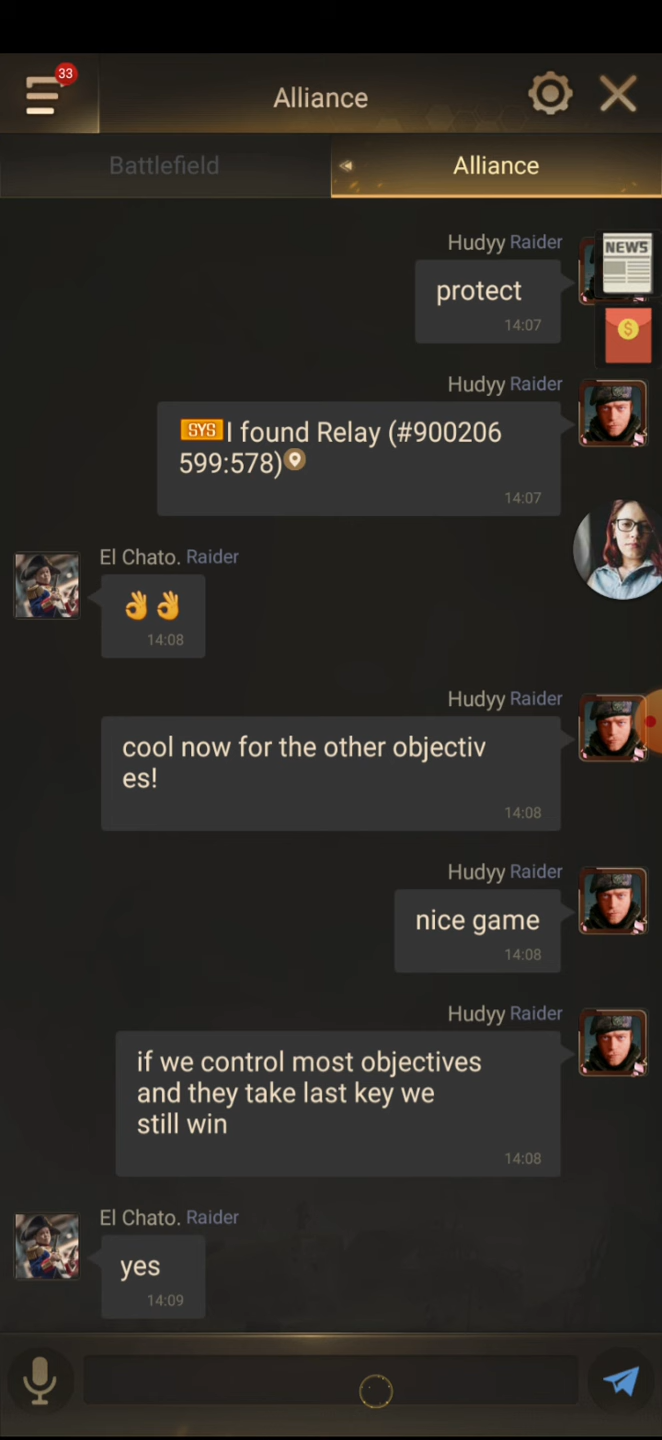 33
Alliance
Battlefield
Alliance
Hudyy Raider
NEWS
protect
14:07
$
Hudyy Raider
SYS I found Relay (#900206
599:578)
14:07
El Chato. Raider
👌👌
14:08
Hudyy Raider
cool now for the other objectiv
es!
14:08
Hudyy Raider
nice game
14:08
Hudyy Raider
if we control most objectives
and they take last key we
still win
14:08
El Chato. Raider
yes
14:09